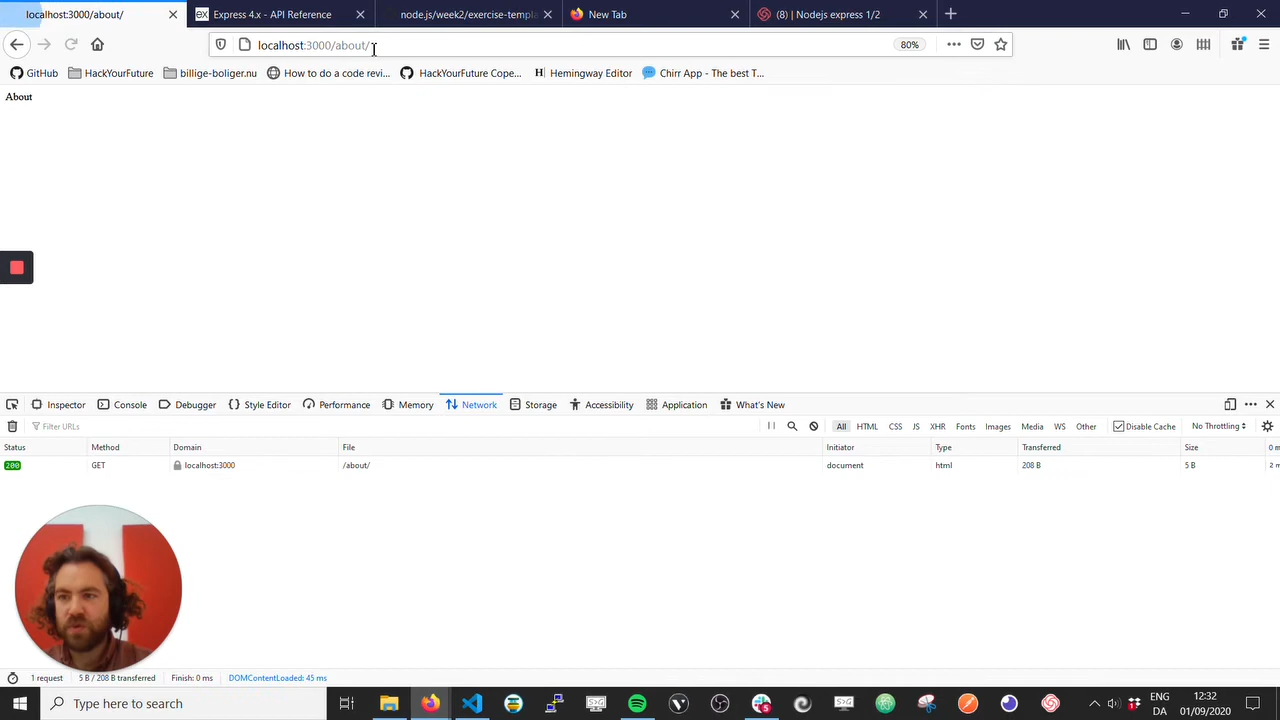 localhost:3000/about/
Express 4.x - API Reference
node.js/week2/exercise-templa
New Tab
(8) | Nodejs express 1/2
localhost:3000/about/
80%
GitHub
HackYourFuture
billige-boliger.nu
How to do a code revi...
HackYourFuture Cope...
Hemingway Editor
Chirr App - The best T...
About
Inspector
Console
Debugger
Style Editor
Performance
Memory
Network
Storage
Accessibility
Application
What's New
Filter URLs
All
HTML
CSS
JS
XHR
Fonts
Images
Media
WS
Other
Disable Cache
No Throttling
Status
Method
Domain
File
Initiator
Type
Transferred
Size
0 m
200
GET
localhost:3000
/about/
document
html
208 B
5 B
2 m
1 request
5 B / 208 B transferred
Finish: 0 ms
DOMContentLoaded: 45 ms
Type here to search
ENG
DA
12:32
01/09/2020